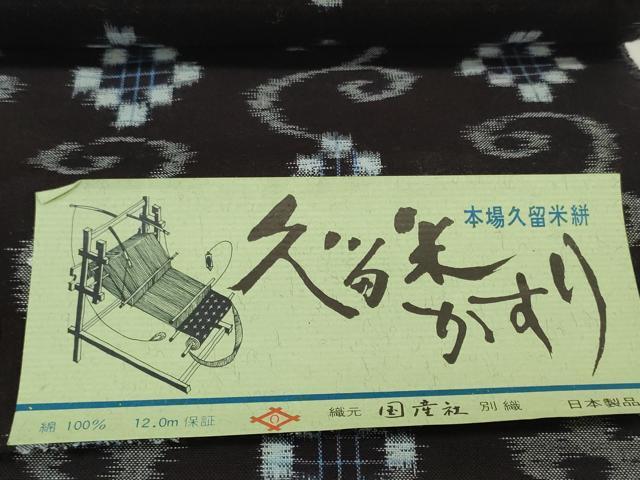 本場久留米絣
久留米
かすり
綿 100% 12.0m 保証 織元 国産社 別織 日本製品